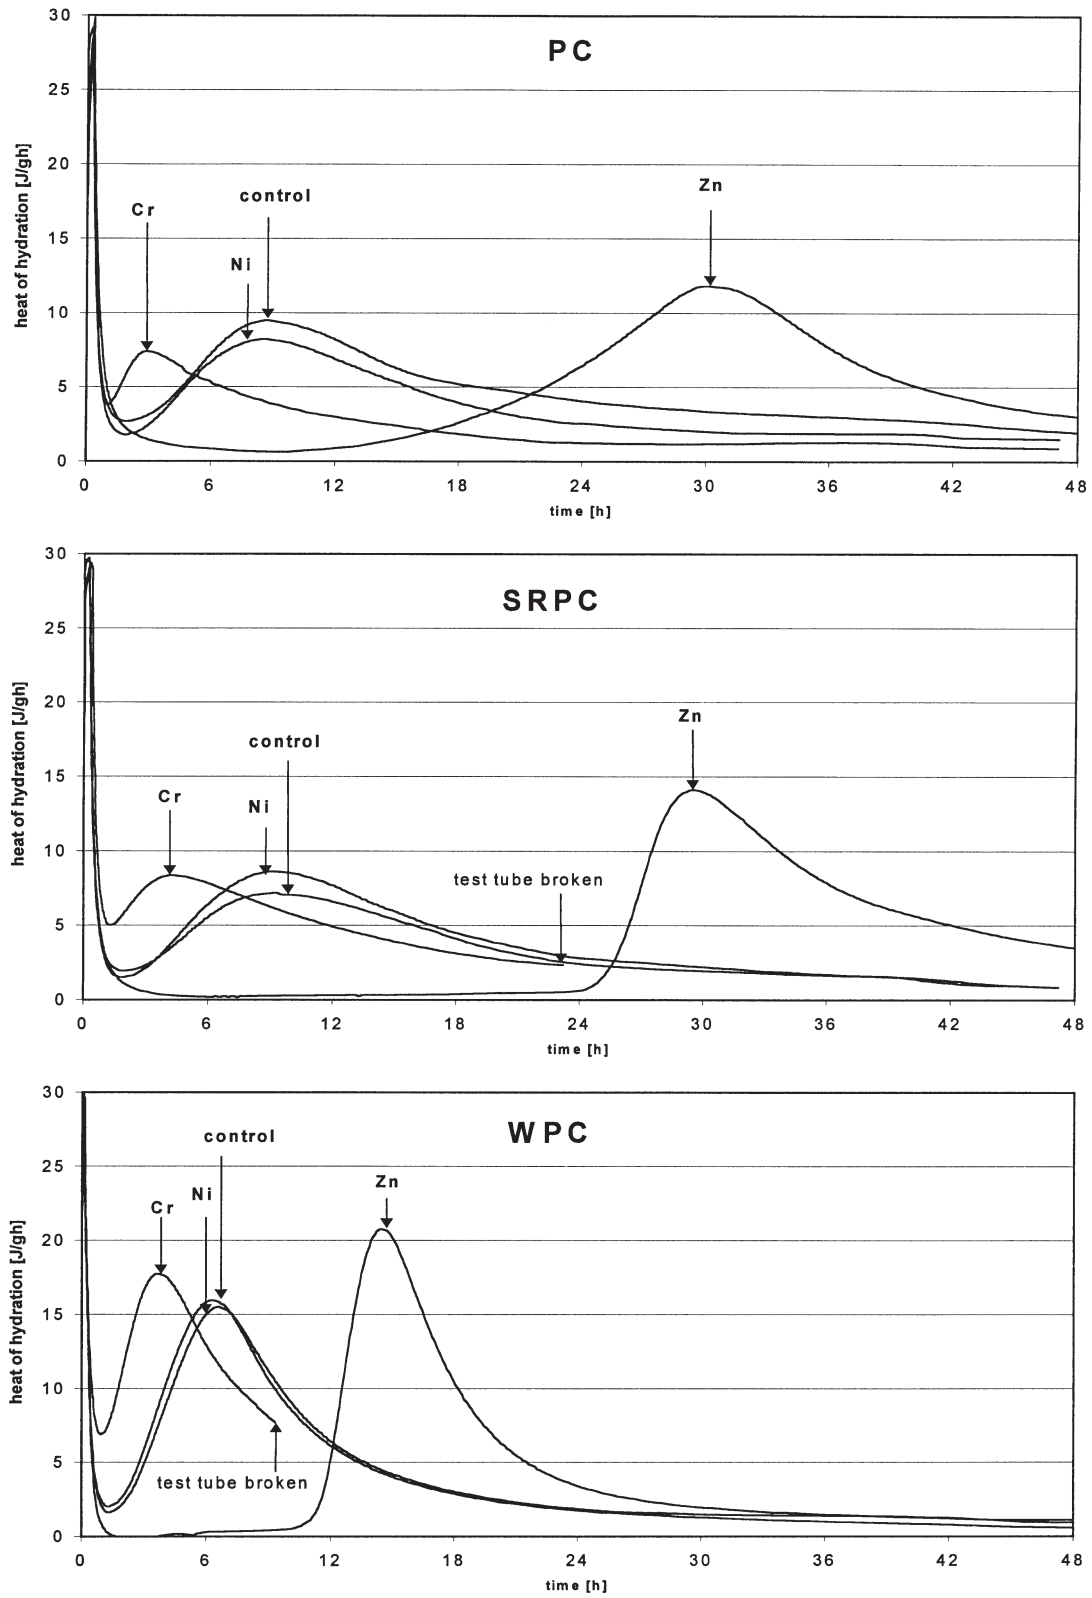 30
PC
25
20
Zn
control
Cr
15
Ni
10
5
0
heat of hydration [J/gh]
0 6 12 18 24 30 36 42 48
time [h]
30
SRPC
25
20
Zn
control
15
Cr
Ni
10
test tube broken
5
0
heat of hydration [J/gh]
0 6 12 18 24 30 36 42 48
time [h]
30
WPC
control
25
Zn
Ni
Cr
20
15
10
5
test tube broken
0
heat of hydration [J/gh]
0 6 12 18 24 30 36 42 48
time [h]